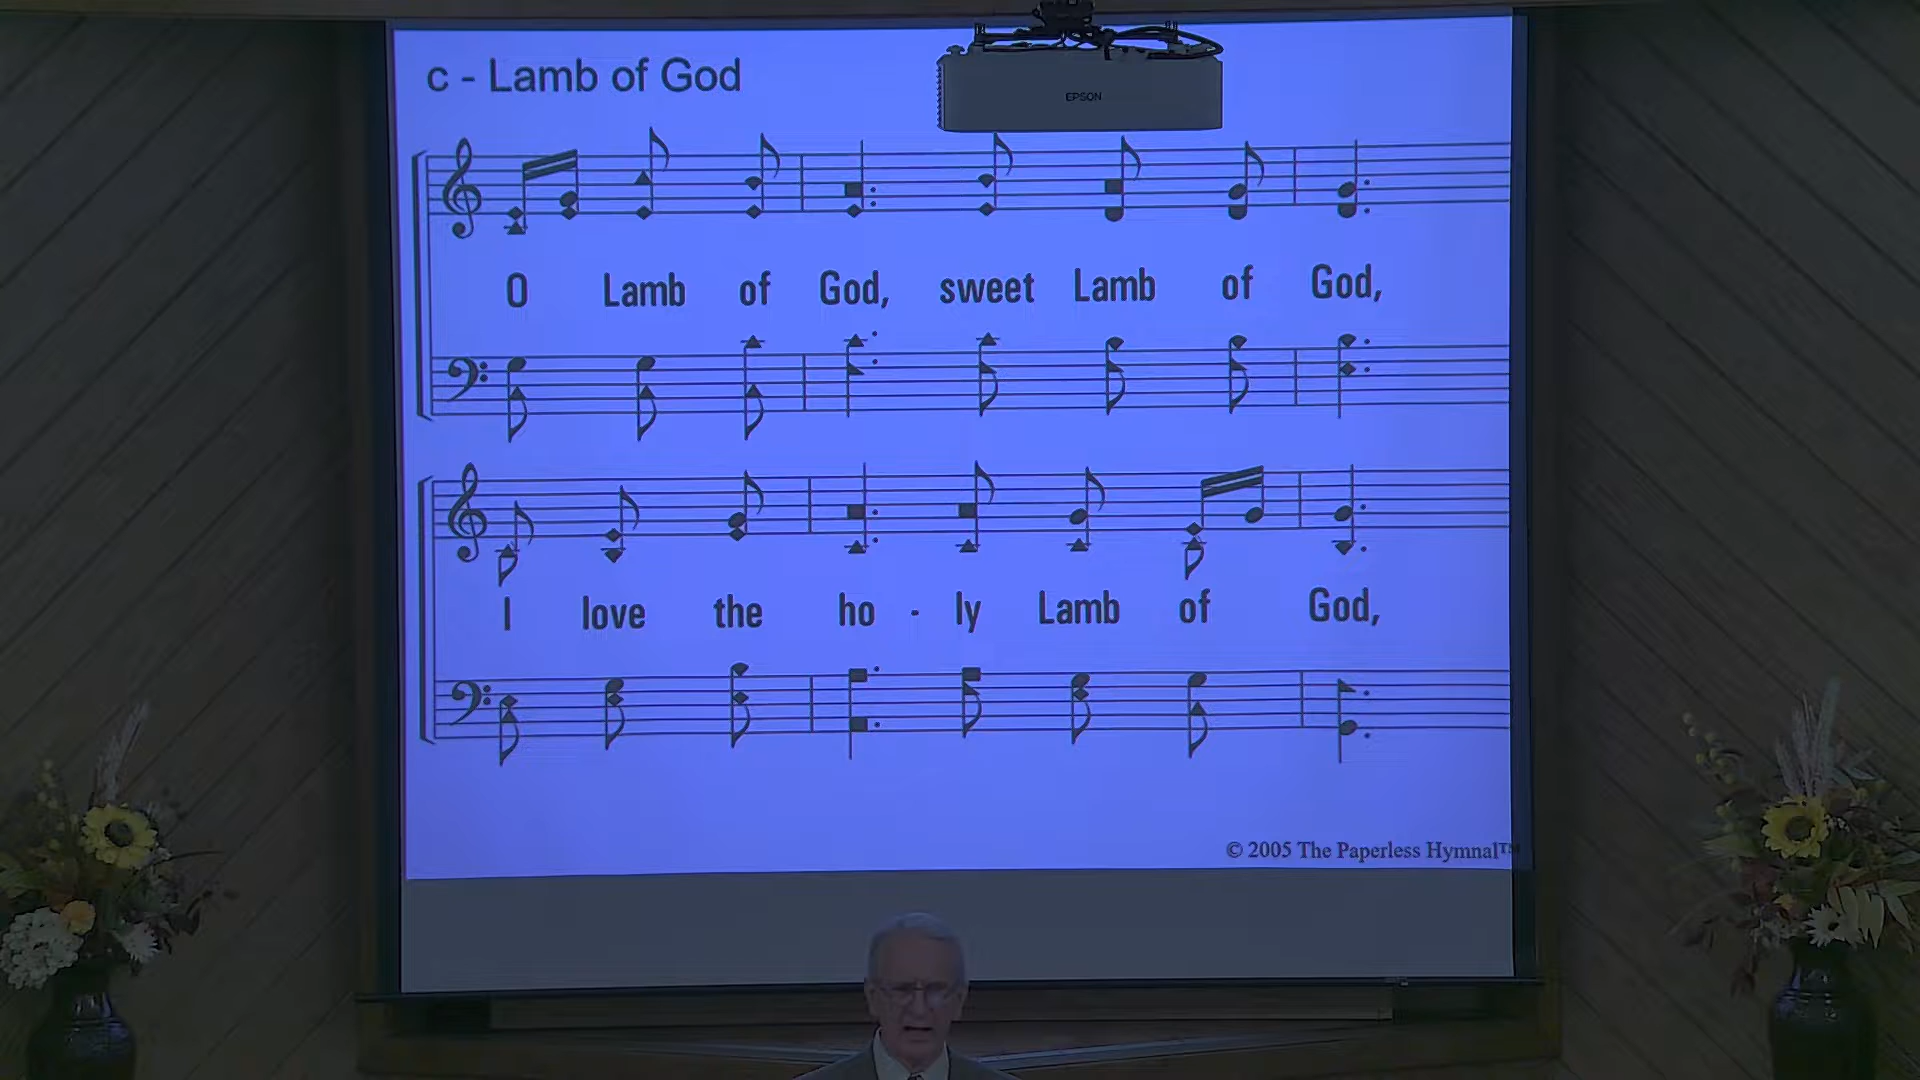 c - Lamb of God
EPSON
O Lamb of God, sweet Lamb of God,
I love the ho - ly Lamb of God,
© 2005 The Paperless Hymnal™